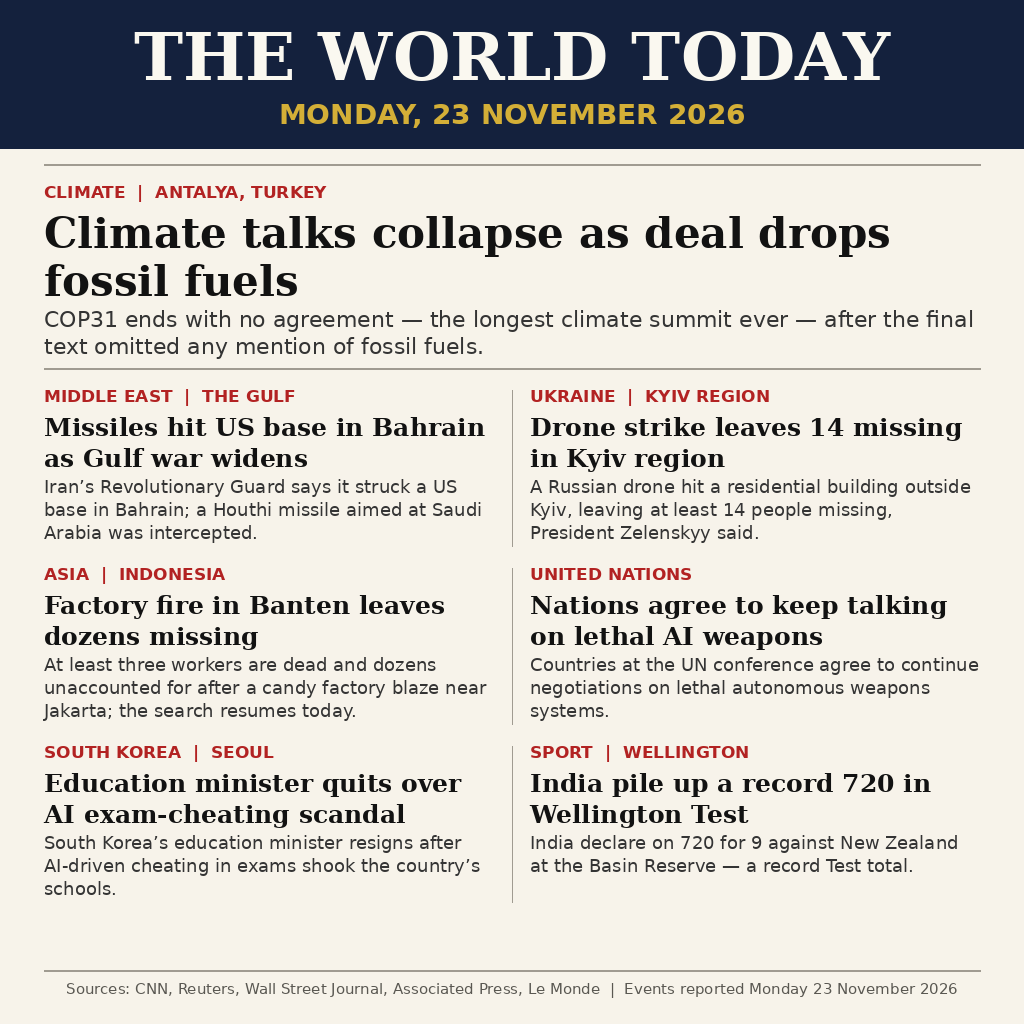 THE WORLD TODAY
MONDAY, 23 NOVEMBER 2026
CLIMATE | ANTALYA, TURKEY
Climate talks collapse as deal drops
fossil fuels
COP31 ends with no agreement — the longest climate summit ever — after the final
text omitted any mention of fossil fuels.
MIDDLE EAST | THE GULF
Missiles hit US base in Bahrain
as Gulf war widens
Iran’s Revolutionary Guard says it struck a US
base in Bahrain; a Houthi missile aimed at Saudi
Arabia was intercepted.
UKRAINE | KYIV REGION
Drone strike leaves 14 missing
in Kyiv region
A Russian drone hit a residential building outside
Kyiv, leaving at least 14 people missing,
President Zelenskyy said.
ASIA | INDONESIA
Factory fire in Banten leaves
dozens missing
At least three workers are dead and dozens
unaccounted for after a candy factory blaze near
Jakarta; the search resumes today.
UNITED NATIONS
Nations agree to keep talking
on lethal AI weapons
Countries at the UN conference agree to continue
negotiations on lethal autonomous weapons
systems.
SOUTH KOREA | SEOUL
Education minister quits over
AI exam-cheating scandal
South Korea’s education minister resigns after
AI-driven cheating in exams shook the country’s
schools.
SPORT | WELLINGTON
India pile up a record 720 in
Wellington Test
India declare on 720 for 9 against New Zealand
at the Basin Reserve — a record Test total.
Sources: CNN, Reuters, Wall Street Journal, Associated Press, Le Monde | Events reported Monday 23 November 2026